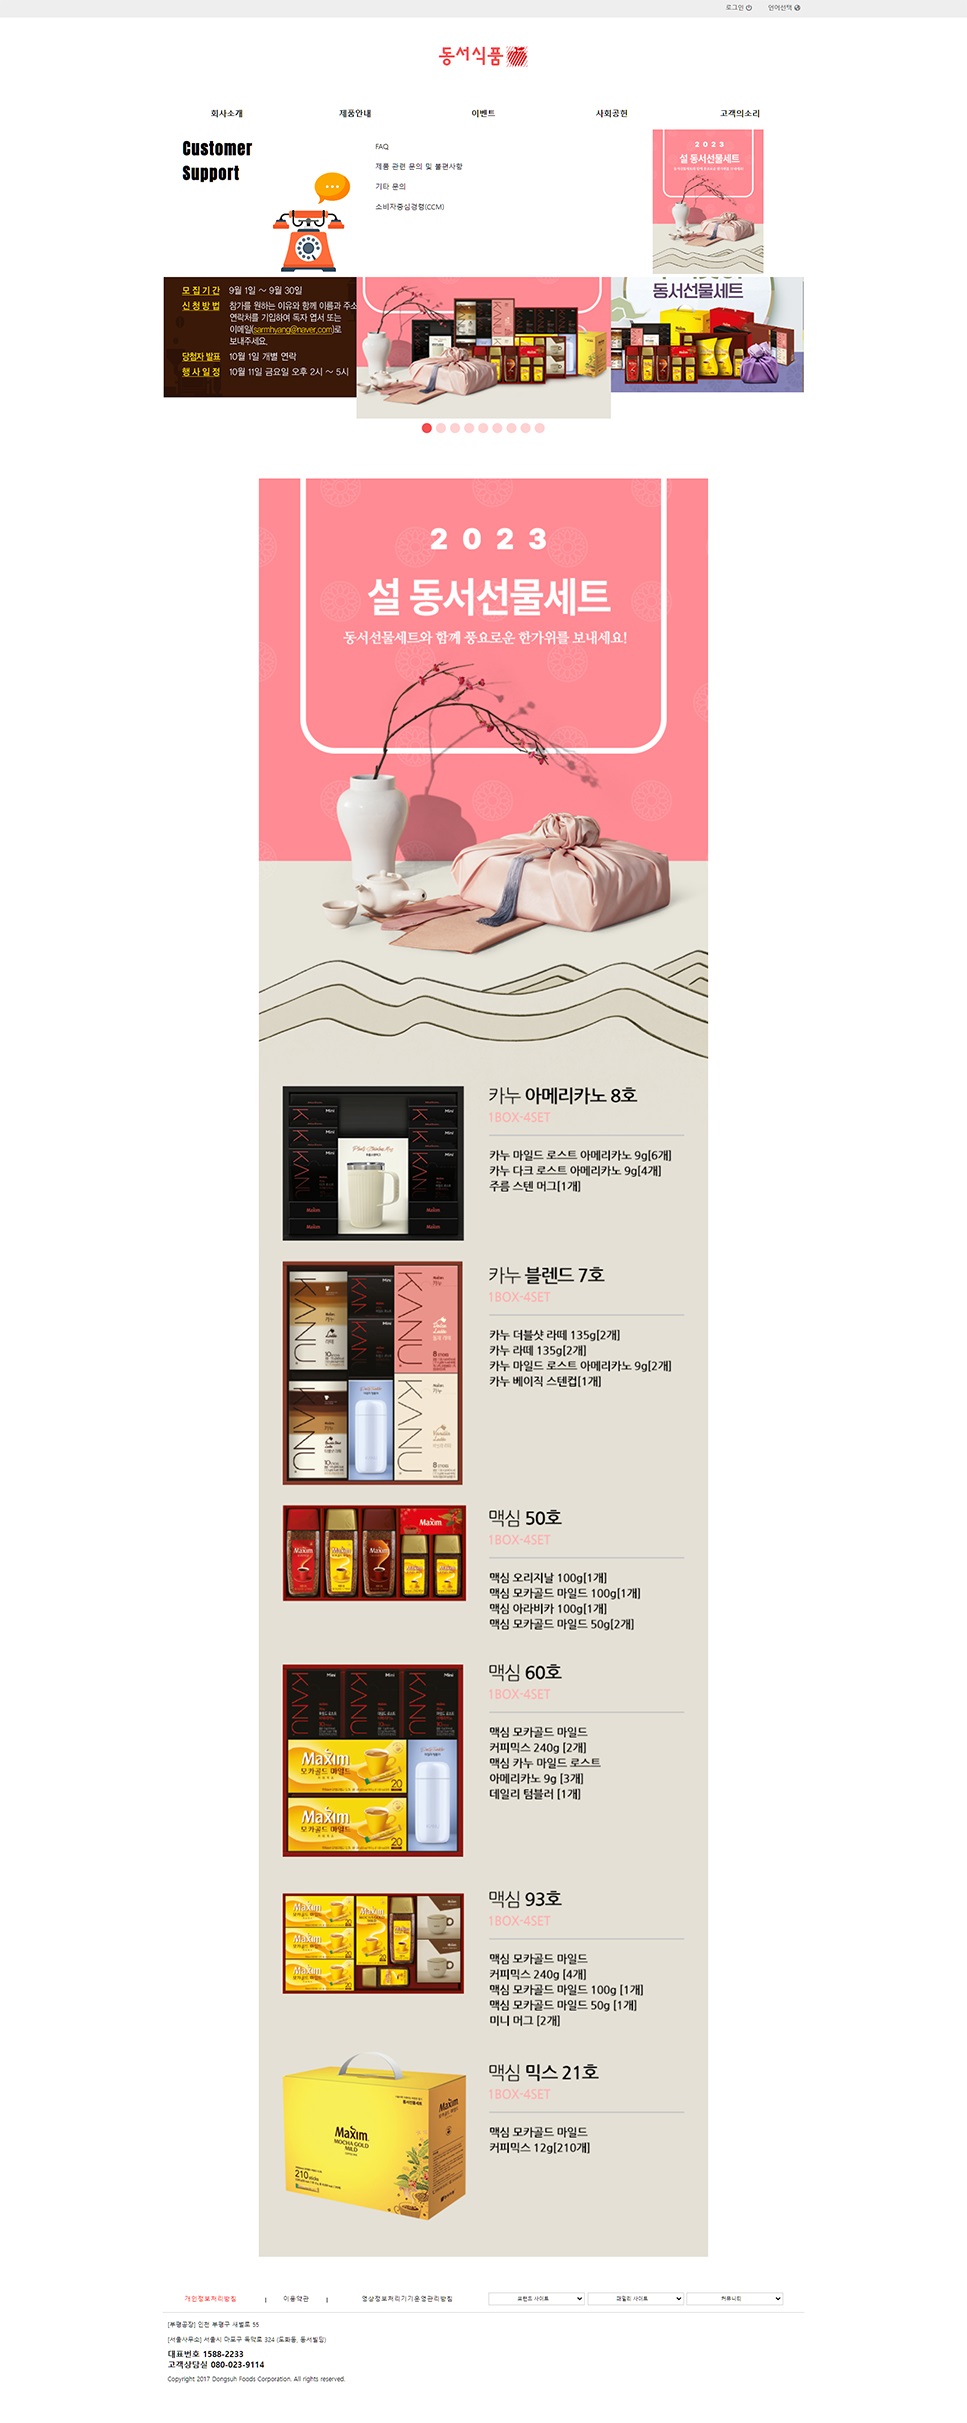 로그인
언어선택
동서식품
회사소개
제품안내
이벤트
사회공헌
고객의소리
Customer
Support
FAQ
제품 관련 문의 및 불편사항
기타 문의
소비자중심경영(CCM)
2023
설 동서선물세트
모집기간 9월 1일 ~ 9월 30일
신청방법 참가를 원하는 이유와 함께 이름과 주소
연락처를 기입하여 독자 엽서 또는
이메일(sarmhyang@naver.com)로
보내주세요.
당첨자 발표 10월 1일 개별 연락
행사일정 10월 11일 금요일 오후 2시 ~ 5시
동서선물세트
2023
설 동서선물세트
동서선물세트와 함께 풍요로운 한가위를 보내세요!
카누 아메리카노 8호
1BOX-4SET
카누 마일드 로스트 아메리카노 9g[6개]
카누 다크 로스트 아메리카노 9g[4개]
주름 스텐 머그[1개]
카누 블렌드 7호
1BOX-4SET
카누 더블샷 라떼 135g[2개]
카누 라떼 135g[2개]
카누 마일드 로스트 아메리카노 9g[2개]
카누 베이직 스텐컵[1개]
KANU
맥심 50호
1BOX-4SET
맥심 오리지날 100g[1개]
맥심 모카골드 마일드 100g[1개]
맥심 아라비카 100g[1개]
맥심 모카골드 마일드 50g[2개]
Maxim
맥심 60호
1BOX-4SET
맥심 모카골드 마일드
커피믹스 240g [2개]
맥심 카누 마일드 로스트
아메리카노 9g [3개]
데일리 텀블러 [1개]
KANU
Maxim
모카골드 마일드
20
Maxim
모카골드 마일드
20
맥심 93호
1BOX-4SET
맥심 모카골드 마일드
커피믹스 240g [4개]
맥심 모카골드 마일드 100g [1개]
맥심 모카골드 마일드 50g [1개]
미니 머그 [2개]
맥심 믹스 21호
1BOX-4SET
맥심 모카골드 마일드
커피믹스 12g[210개]
Maxim
MOCHA GOLD
MILD
210 sticks
개인정보처리방침
이용약관
영상정보처리기기운영관리방침
브랜드 사이트
패밀리 사이트
커뮤니티
[부평공장] 인천 부평구 새벌로 55
[서울사무소] 서울시 마포구 독막로 324 (도화동, 동서빌딩)
대표번호 1588-2233
고객상담실 080-023-9114
Copyright 2017 Dongsuh Foods Corporation. All rights reserved.